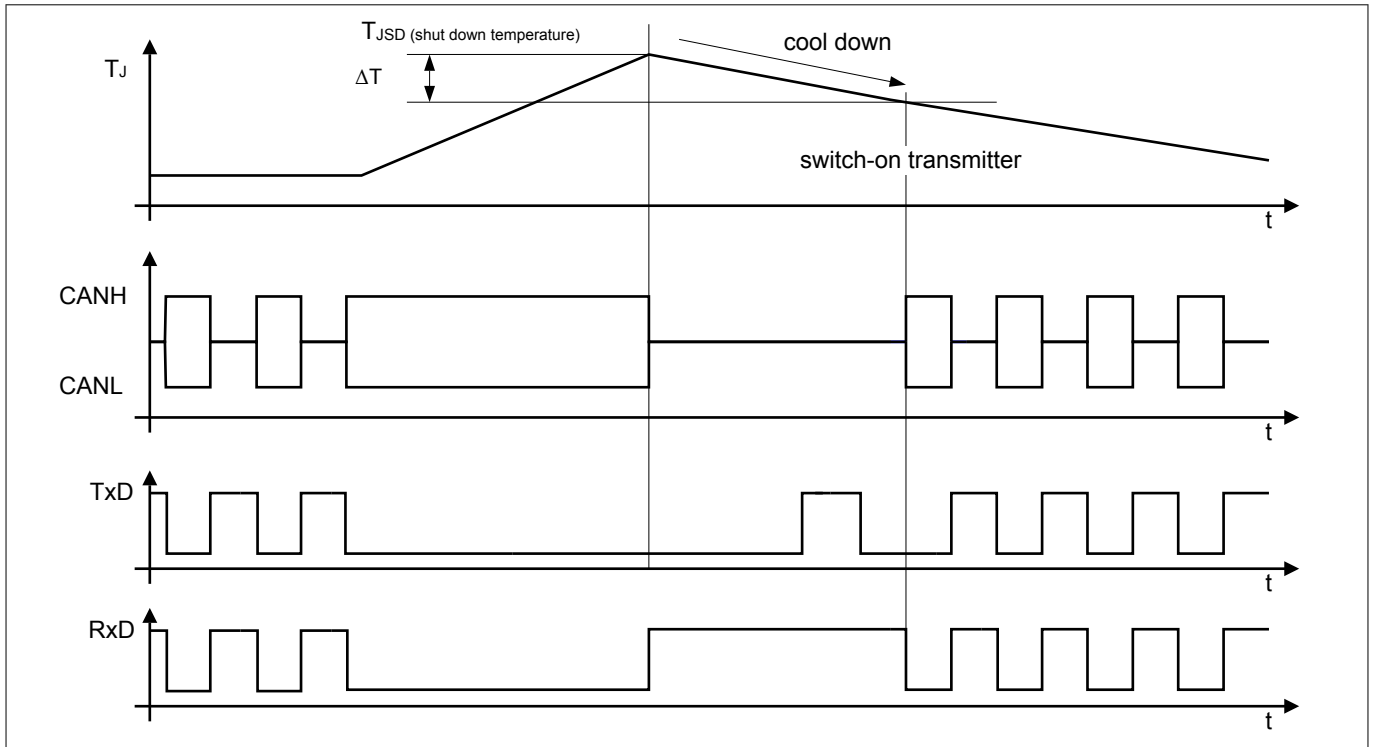 TJSD (shut down temperature)
cool down
TJ
ΔT
switch-on transmitter
t
CANH
CANL
t
TxD
t
RxD
t